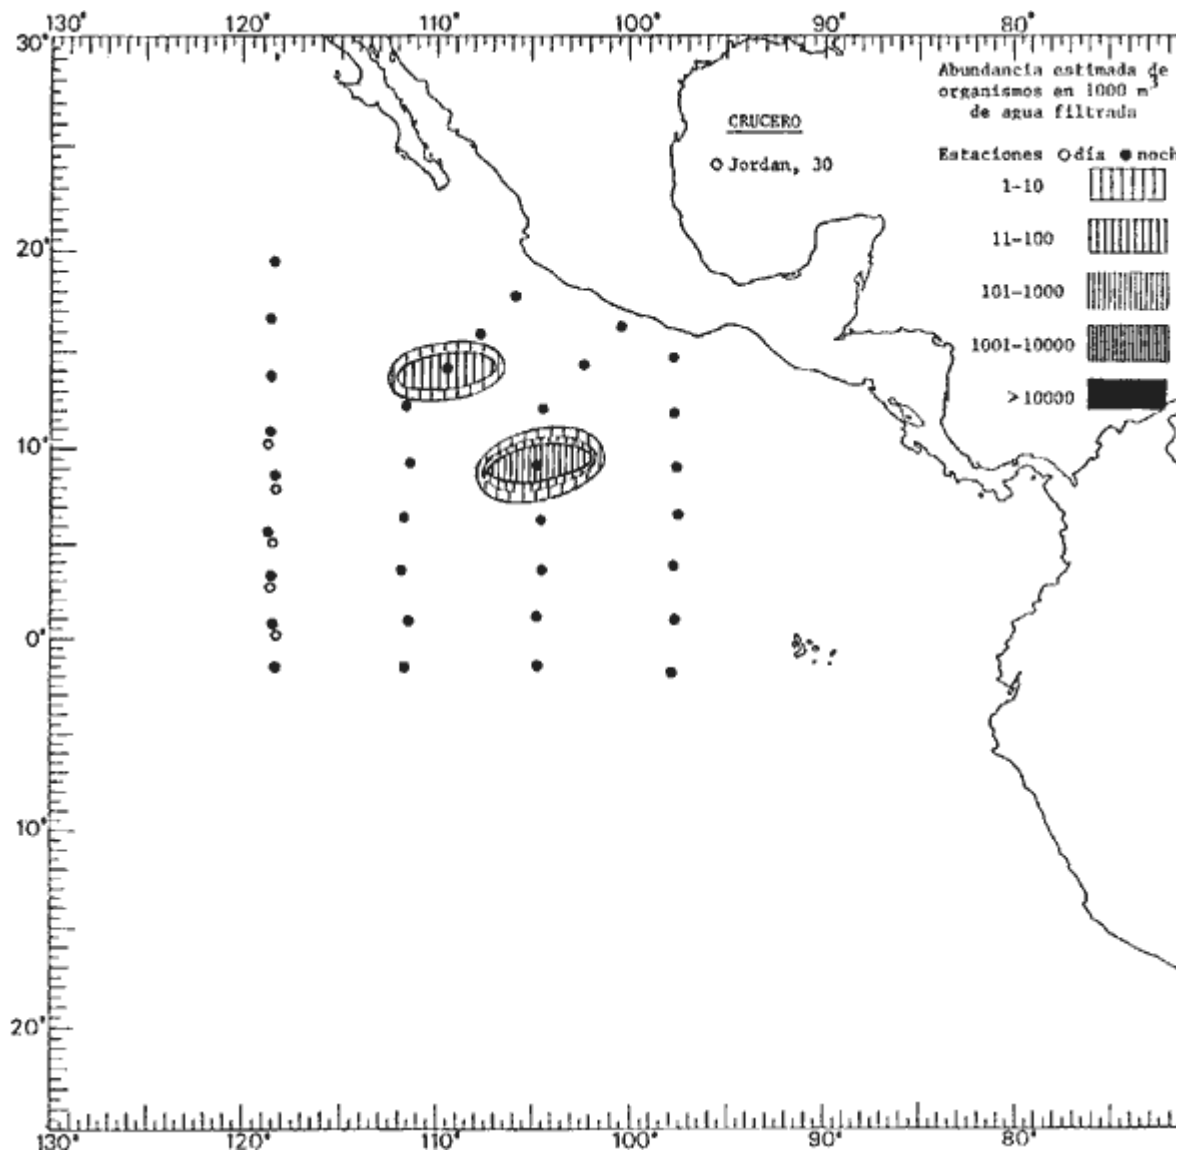 130° 120° 110° 100° 90° 80°
30°
Abundancia estimada de
organismos en 1000 m³
de agua filtrada
CRUCERO
Jordan, 30
Estaciones día noch
1-10
11-100
101-1000
1001-10000
>10000
20°
10°
0°
10°
20°
130° 120° 110° 100° 90° 80°